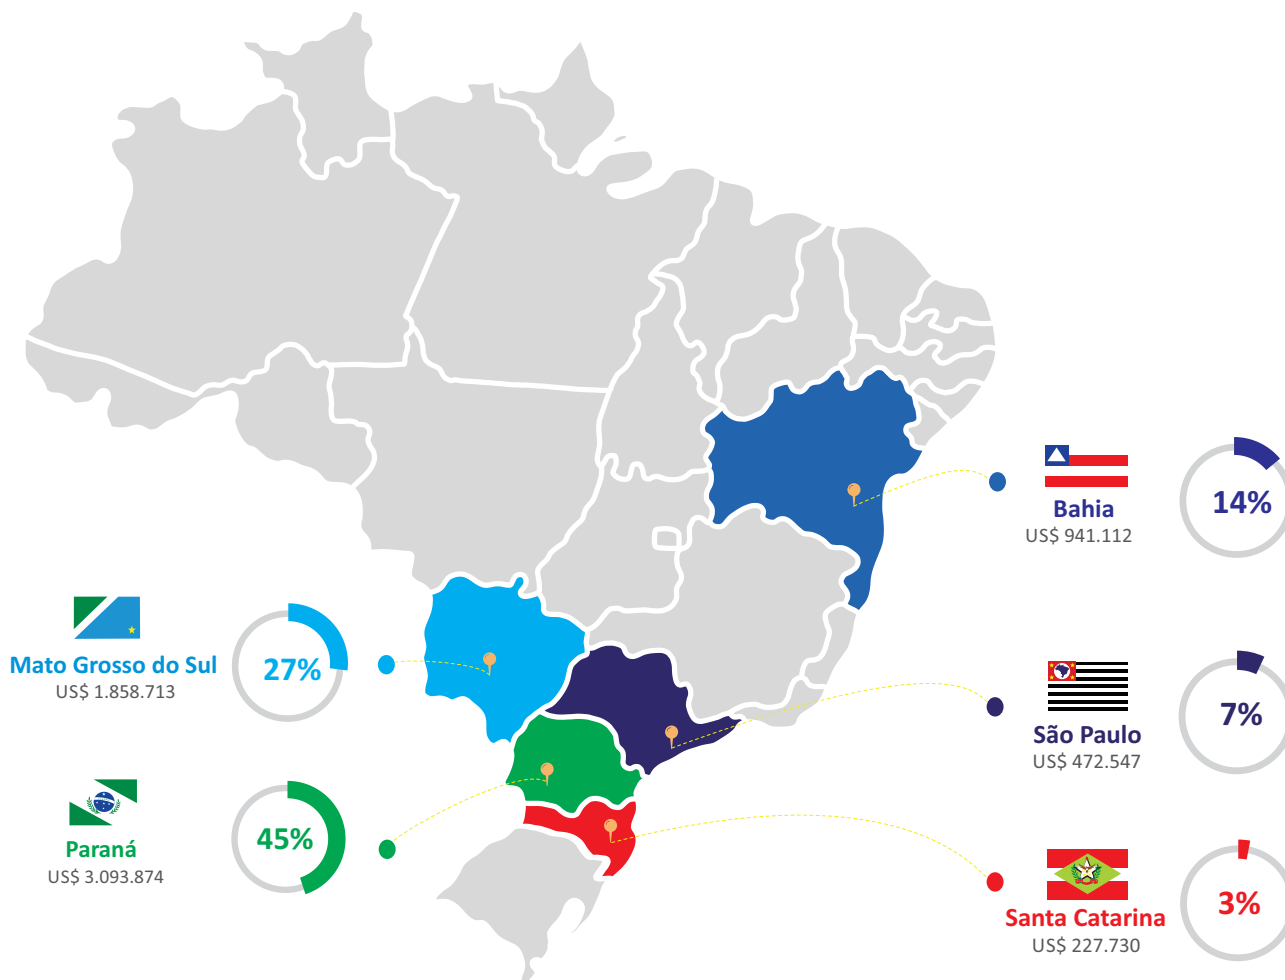 Bahia
US$ 941.112
14%
Mato Grosso do Sul
US$ 1.858.713
27%
São Paulo
US$ 472.547
7%
Paraná
US$ 3.093.874
45%
Santa Catarina
US$ 227.730
3%